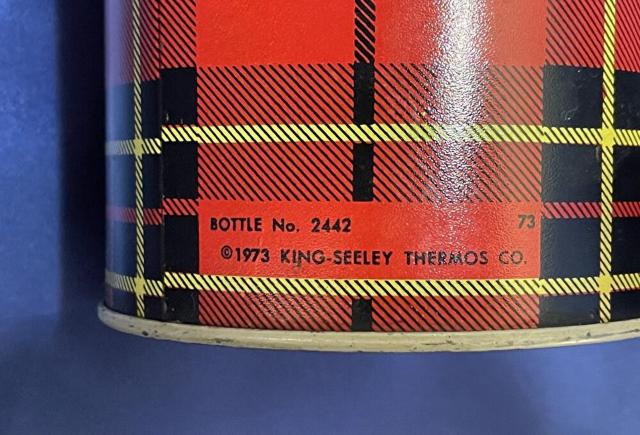 BOTTLE No. 2442 73
©1973 KING-SEELEY THERMOS CO.